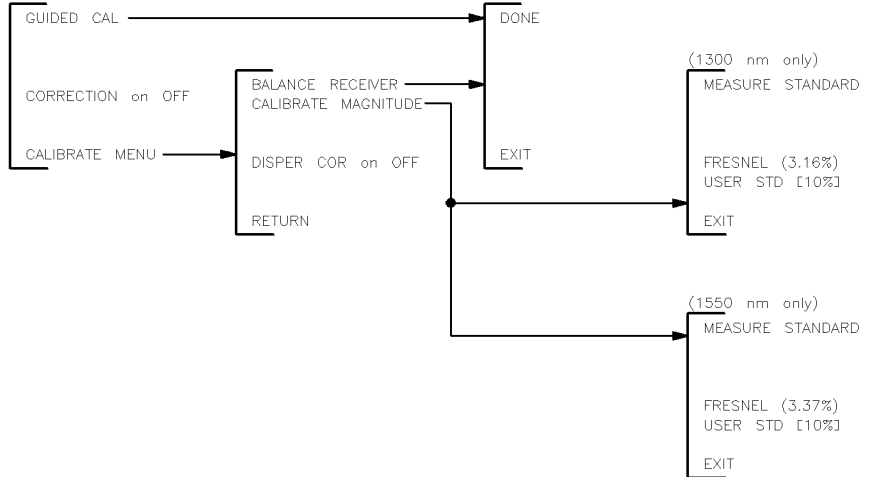 GUIDED CAL
CORRECTION on OFF
CALIBRATE MENU
BALANCE RECEIVER
CALIBRATE MAGNITUDE
DISPER COR on OFF
RETURN
DONE
EXIT
(1300 nm only)
MEASURE STANDARD
FRESNEL (3.16%)
USER STD [10%]
EXIT
(1550 nm only)
MEASURE STANDARD
FRESNEL (3.37%)
USER STD [10%]
EXIT